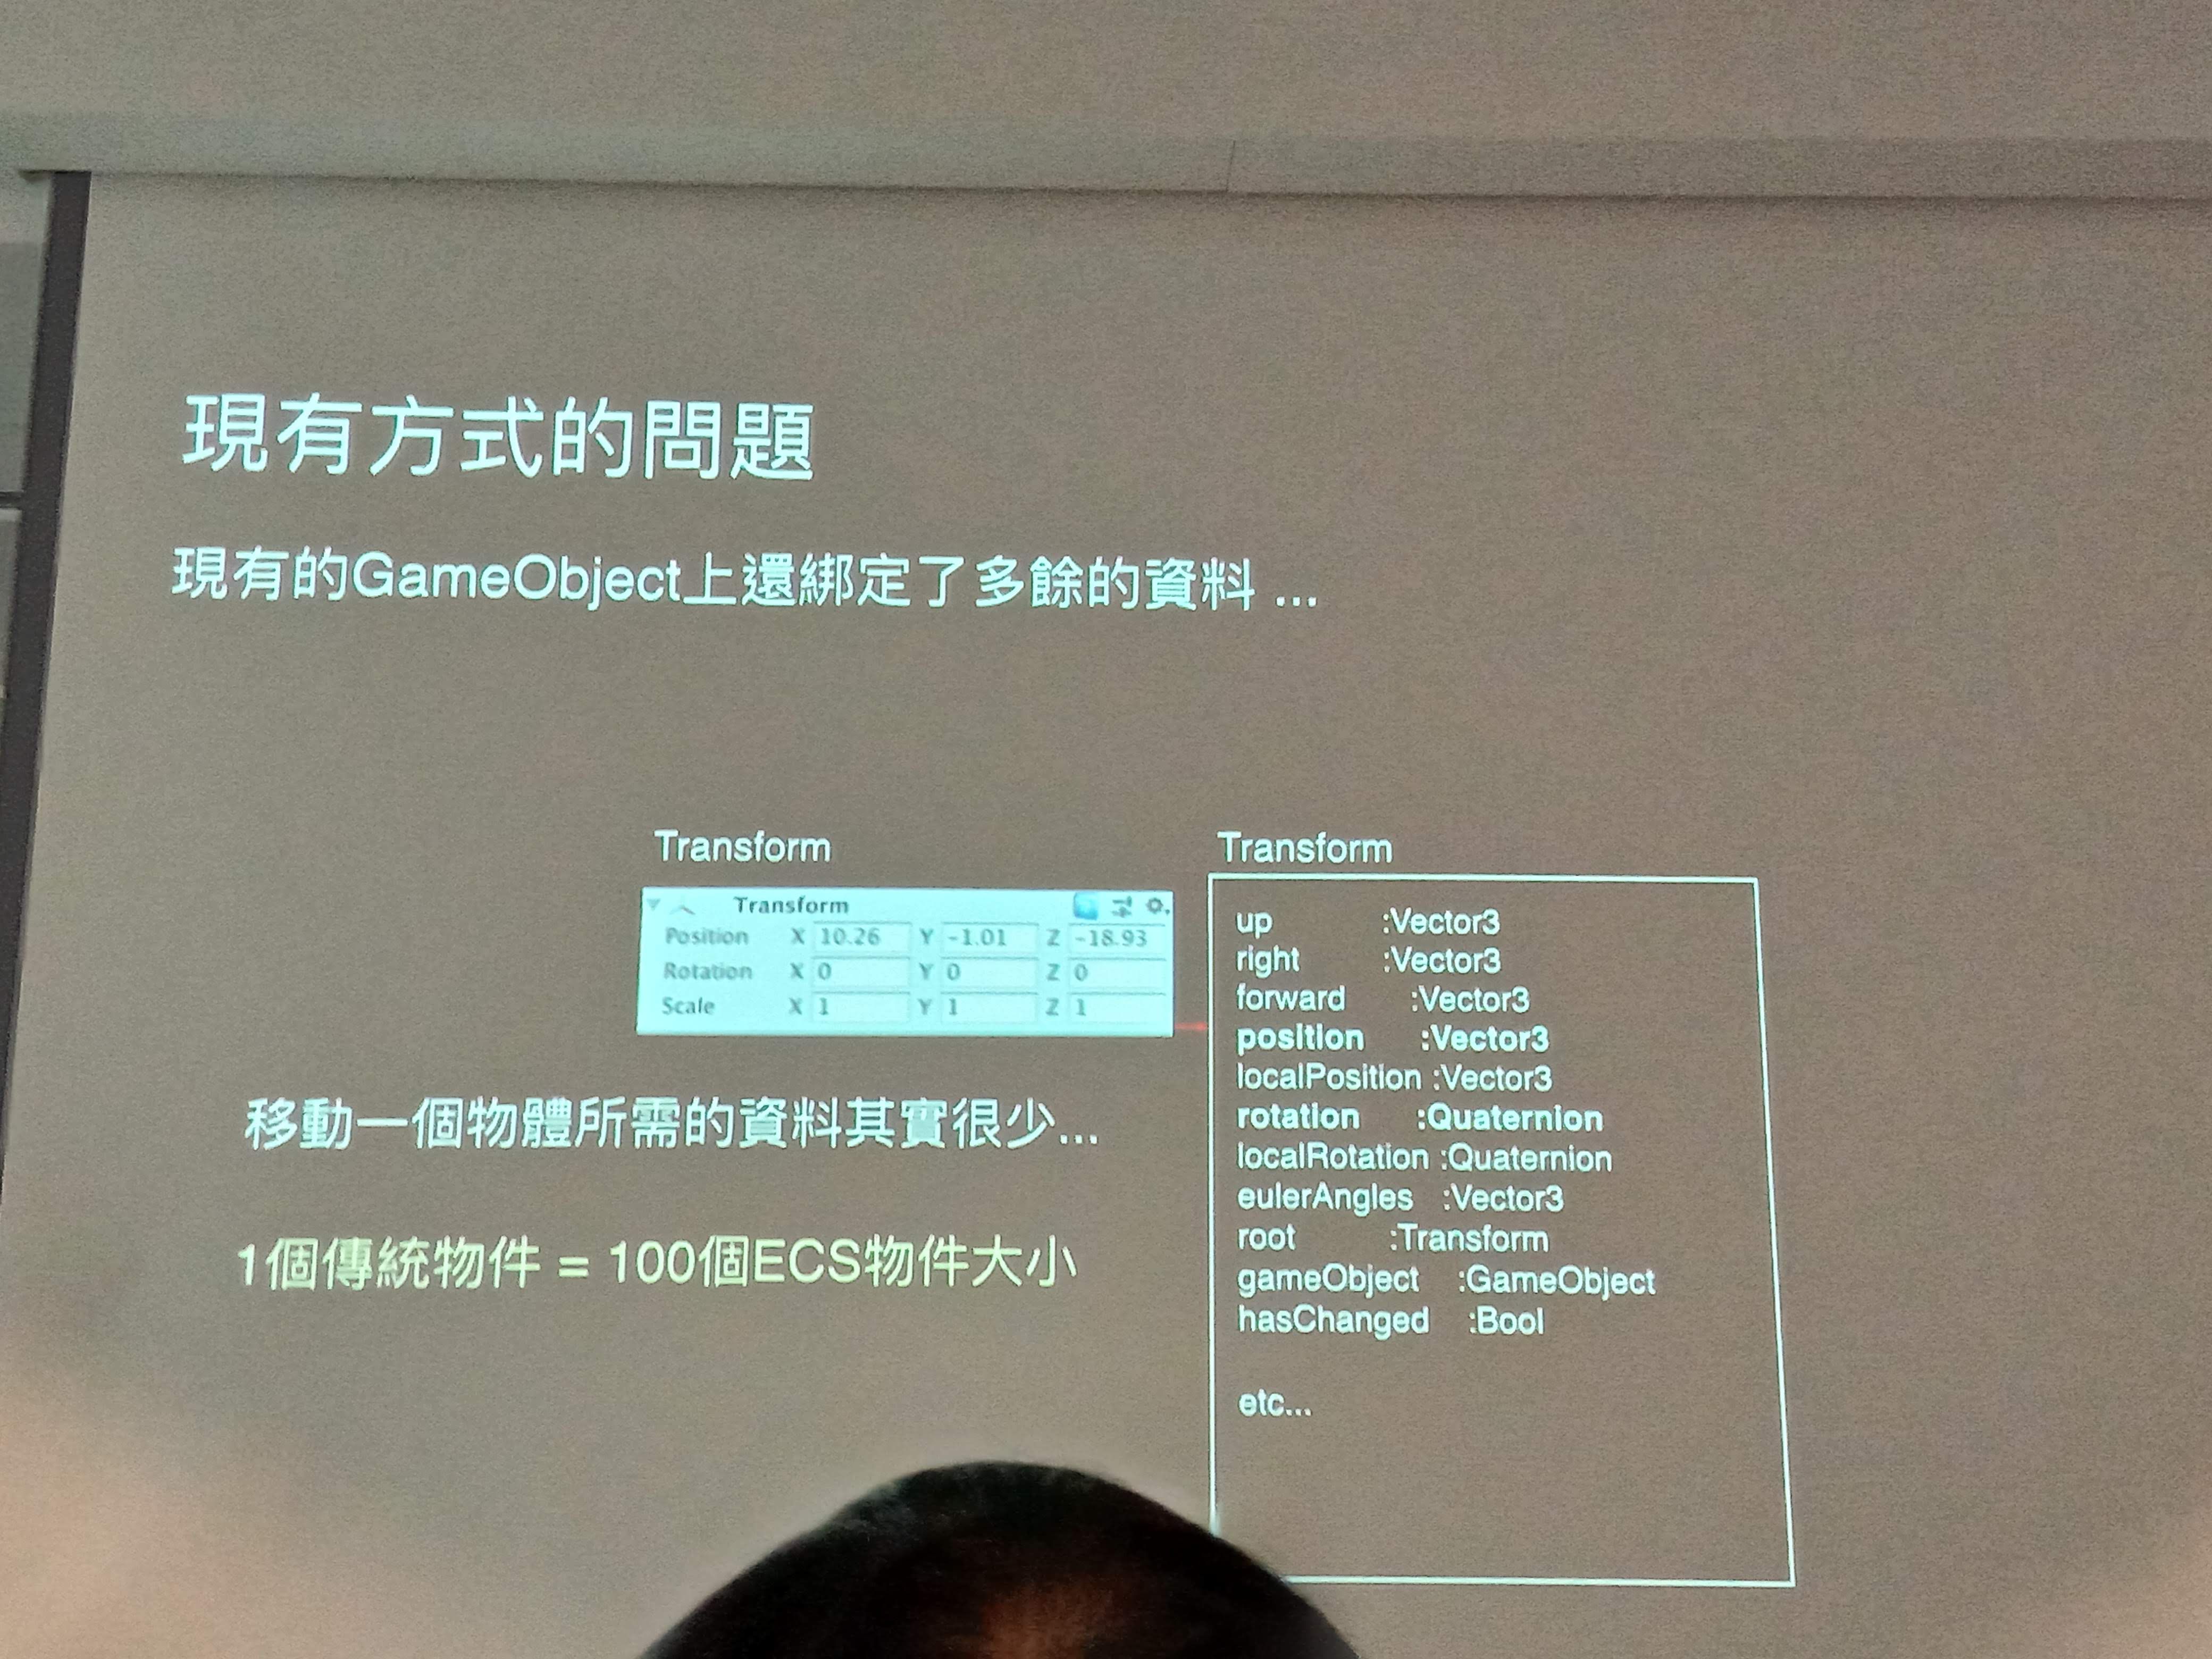 現有方式的問題
現有的GameObject上還綁定了多餘的資料 ...
Transform
Transform
Position X 10.26 Y -1.01 Z -18.93
Rotation X 0 Y 0 Z 0
Scale X 1 Y 1 Z 1
移動一個物體所需的資料其實很少...
1個傳統物件 = 100個ECS物件大小
Transform
up :Vector3
right :Vector3
forward :Vector3
position :Vector3
localPosition :Vector3
rotation :Quaternion
localRotation :Quaternion
eulerAngles :Vector3
root :Transform
gameObject :GameObject
hasChanged :Bool
etc...